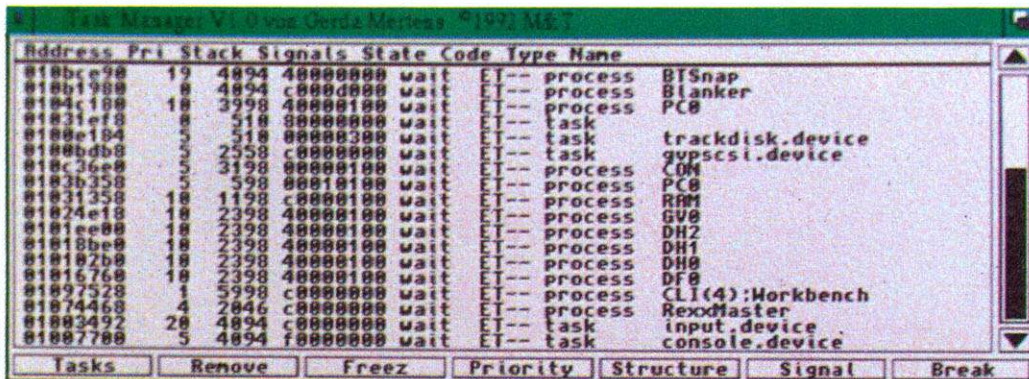 Task Manager V1.0 von Gerda Mertens ©1992 M&T
Address Pri Stack Signals State Code Type Name
010bce90 19 4094 40000000 wait ET-- process BTSnap
010b1980 0 4094 c000d000 wait ET-- process Blanker
0104c180 10 3998 40000100 wait ET-- process PC0
01031ef8 0 510 80000000 wait ET-- task
0100e184 5 510 00000300 wait ET-- task trackdisk.device
0100bdb8 5 2558 c0000000 wait ET-- task gvpscsi.device
010c36e0 5 3198 00000100 wait ET-- process CON
0103b358 5 598 00010100 wait ET-- process PC0
01031358 10 1198 c0000100 wait ET-- process RAM
01024e18 10 2398 40000100 wait ET-- process GV0
0101ee00 10 2398 40000100 wait ET-- process DH2
01018be0 10 2398 40000100 wait ET-- process DH1
010102b0 10 2398 40000100 wait ET-- process DH0
01016760 10 2398 40000100 wait ET-- process DF0
01097528 1 5998 c0000000 wait ET-- process CLI(4):Workbench
01074468 4 2046 c0000000 wait ET-- process RexxMaster
01003492 20 4094 c0000000 wait ET-- task input.device
01007700 5 4094 f0000000 wait ET-- task console.device
Tasks Remove Freez Priority Structure Signal Break